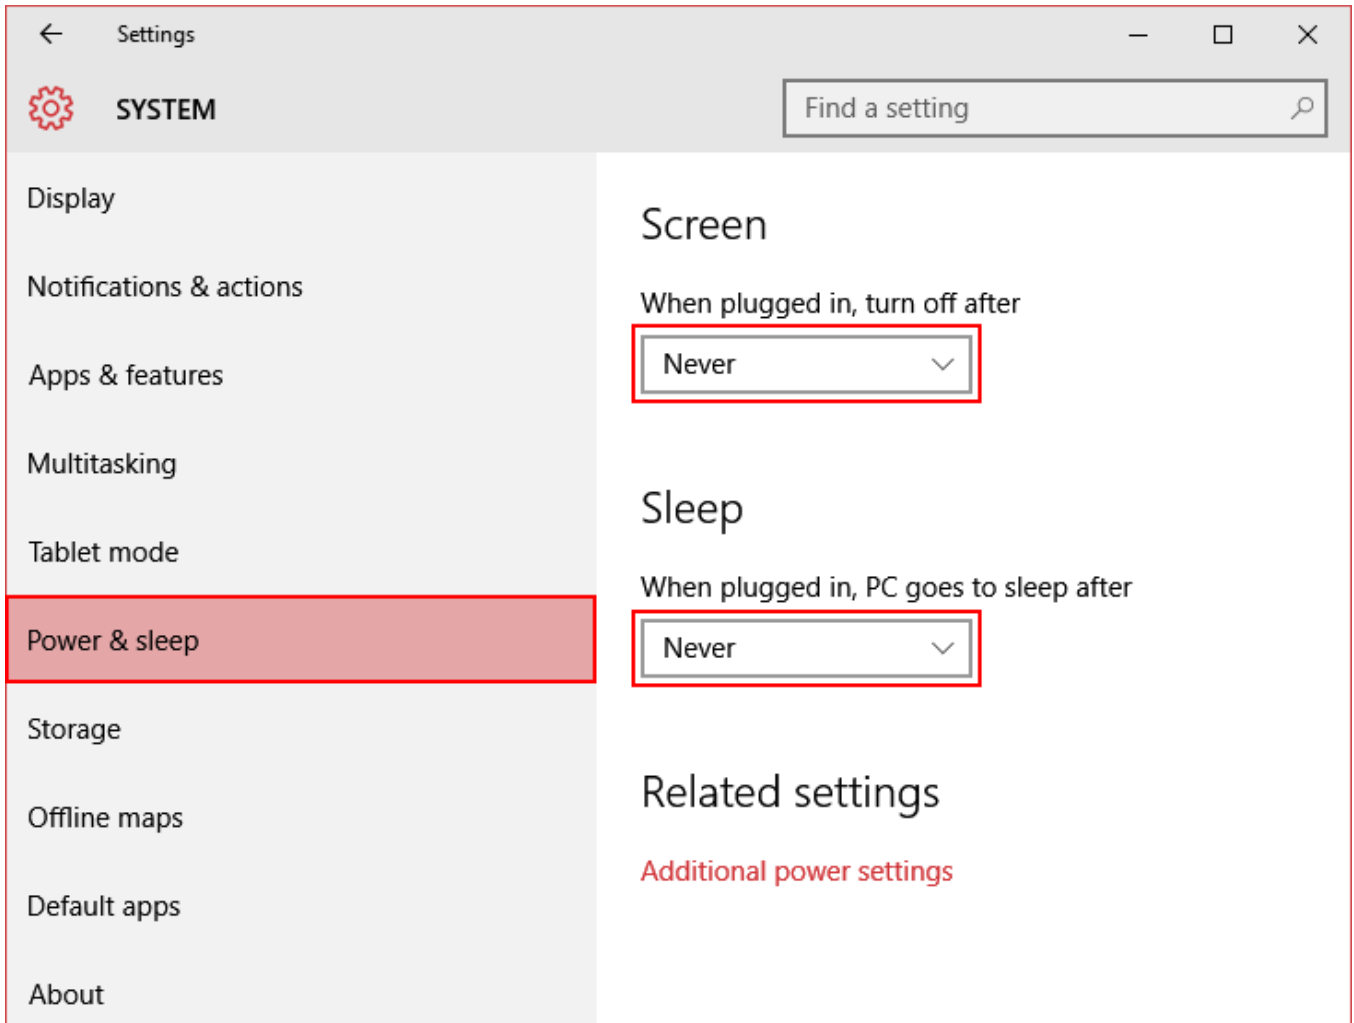 Settings
SYSTEM
Find a setting
Display
Notifications & actions
Apps & features
Multitasking
Tablet mode
Power & sleep
Storage
Offline maps
Default apps
About
Screen
When plugged in, turn off after
Never
Sleep
When plugged in, PC goes to sleep after
Never
Related settings
Additional power settings